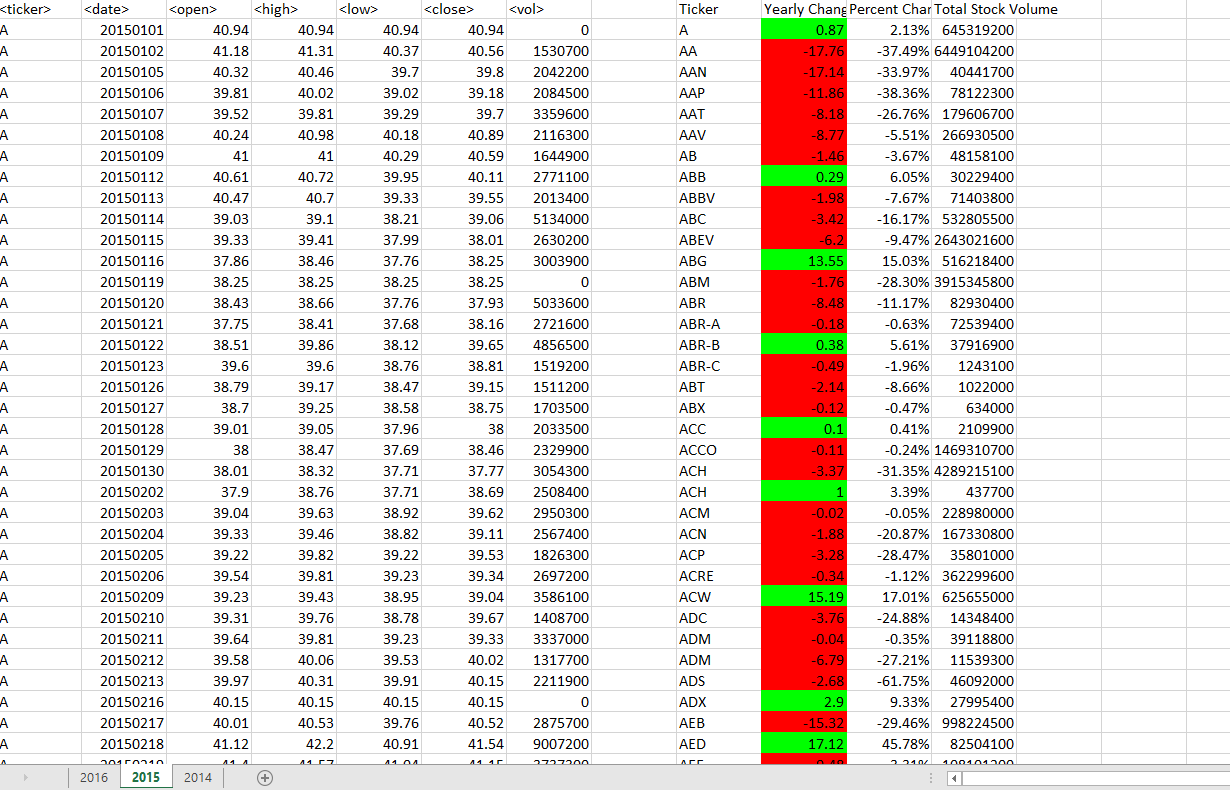 <ticker> <date> <open> <high> <low> <close> <vol> Ticker Yearly Chang Percent Char Total Stock Volume
A 20150101 40.94 40.94 40.94 40.94 0 A 0.87 2.13% 645319200
A 20150102 41.18 41.31 40.37 40.56 1530700 AA -17.76 -37.49% 6449104200
A 20150105 40.32 40.46 39.7 39.8 2042200 AAN -17.14 -33.97% 40441700
A 20150106 39.81 40.02 39.02 39.18 2084500 AAP -11.86 -38.36% 78122300
A 20150107 39.52 39.81 39.29 39.7 3359600 AAT -8.18 -26.76% 179606700
A 20150108 40.24 40.98 40.18 40.89 2116300 AAV -8.77 -5.51% 266930500
A 20150109 41 41 40.29 40.59 1644900 AB -1.46 -3.67% 48158100
A 20150112 40.61 40.72 39.95 40.11 2771100 ABB 0.29 6.05% 30229400
A 20150113 40.47 40.7 39.33 39.55 2013400 ABBV -1.98 -7.67% 71403800
A 20150114 39.03 39.1 38.21 39.06 5134000 ABC -3.42 -16.17% 532805500
A 20150115 39.33 39.41 37.99 38.01 2630200 ABEV -6.2 -9.47% 2643021600
A 20150116 37.86 38.46 37.76 38.25 3003900 ABG 13.55 15.03% 516218400
A 20150119 38.25 38.25 38.25 38.25 0 ABM -1.76 -28.30% 3915345800
A 20150120 38.43 38.66 37.76 37.93 5033600 ABR -8.48 -11.17% 82930400
A 20150121 37.75 38.41 37.68 38.16 2721600 ABR-A -0.18 -0.63% 72539400
A 20150122 38.51 39.86 38.12 39.65 4856500 ABR-B 0.38 5.61% 37916900
A 20150123 39.6 39.6 38.76 38.81 1519200 ABR-C -0.49 -1.96% 1243100
A 20150126 38.79 39.17 38.47 39.15 1511200 ABT -2.14 -8.66% 1022000
A 20150127 38.7 39.25 38.58 38.75 1703500 ABX -0.12 -0.47% 634000
A 20150128 39.01 39.05 37.96 38 2033500 ACC 0.1 0.41% 2109900
A 20150129 38 38.47 37.69 38.46 2329900 ACCO -0.11 -0.24% 1469310700
A 20150130 38.01 38.32 37.71 37.77 3054300 ACH -3.37 -31.35% 4289215100
A 20150202 37.9 38.76 37.71 38.69 2508400 ACH 1 3.39% 437700
A 20150203 39.04 39.63 38.92 39.62 2950300 ACM -0.02 -0.05% 228980000
A 20150204 39.33 39.46 38.82 39.11 2567400 ACN -1.88 -20.87% 167330800
A 20150205 39.22 39.82 39.22 39.53 1826300 ACP -3.28 -28.47% 35801000
A 20150206 39.54 39.81 39.23 39.34 2697200 ACRE -0.34 -1.12% 362299600
A 20150209 39.23 39.43 38.95 39.04 3586100 ACW 15.19 17.01% 625655000
A 20150210 39.31 39.76 38.78 39.67 1408700 ADC -3.76 -24.88% 14348400
A 20150211 39.64 39.81 39.23 39.33 3337000 ADM -0.04 -0.35% 39118800
A 20150212 39.58 40.06 39.53 40.02 1317700 ADM -6.79 -27.21% 11539300
A 20150213 39.97 40.31 39.91 40.15 2211900 ADS -2.68 -61.75% 46092000
A 20150216 40.15 40.15 40.15 40.15 0 ADX 2.9 9.33% 27995400
A 20150217 40.01 40.53 39.76 40.52 2875700 AEB -15.32 -29.46% 998224500
A 20150218 41.12 42.2 40.91 41.54 9007200 AED 17.12 45.78% 82504100
2016 2015 2014